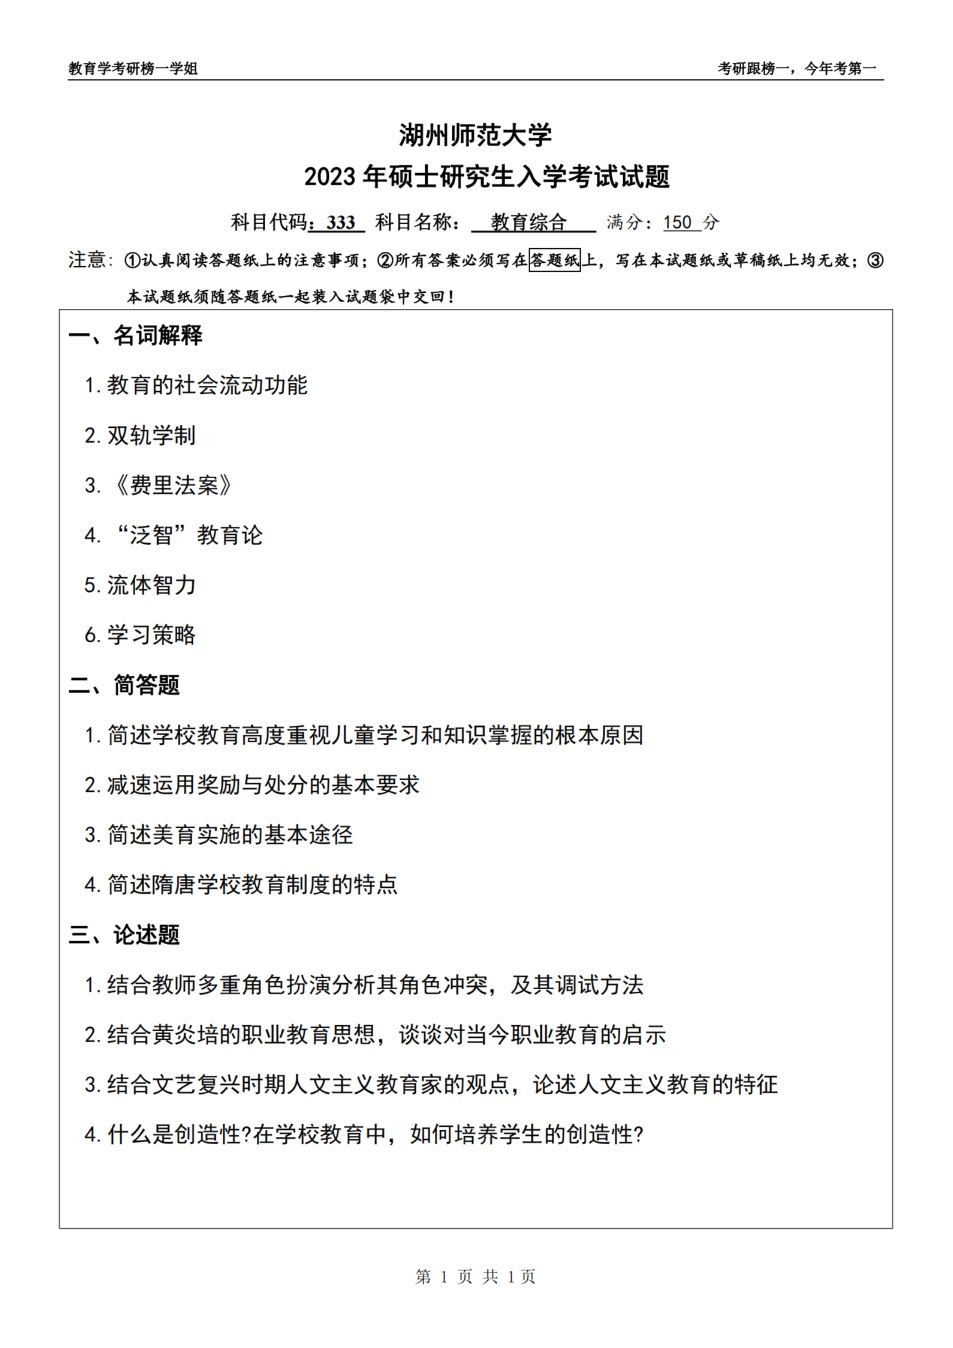 教育学考研榜一学姐 考研跟榜一，今年考第一
湖州师范大学
2023 年硕士研究生入学考试试题
科目代码：333 科目名称： 教育综合 满分：150 分
注意：①认真阅读答题纸上的注意事项；②所有答案必须写在答题纸上，写在本试题纸或草稿纸上均无效；③
本试题纸须随答题纸一起装入试题袋中交回！
一、名词解释
1.教育的社会流动功能
2.双轨学制
3.《费里法案》
4.“泛智”教育论
5.流体智力
6.学习策略
二、简答题
1.简述学校教育高度重视儿童学习和知识掌握的根本原因
2.减速运用奖励与处分的基本要求
3.简述美育实施的基本途径
4.简述隋唐学校教育制度的特点
三、论述题
1.结合教师多重角色扮演分析其角色冲突，及其调试方法
2.结合黄炎培的职业教育思想，谈谈对当今职业教育的启示
3.结合文艺复兴时期人文主义教育家的观点，论述人文主义教育的特征
4.什么是创造性?在学校教育中，如何培养学生的创造性?
第 1 页 共 1页